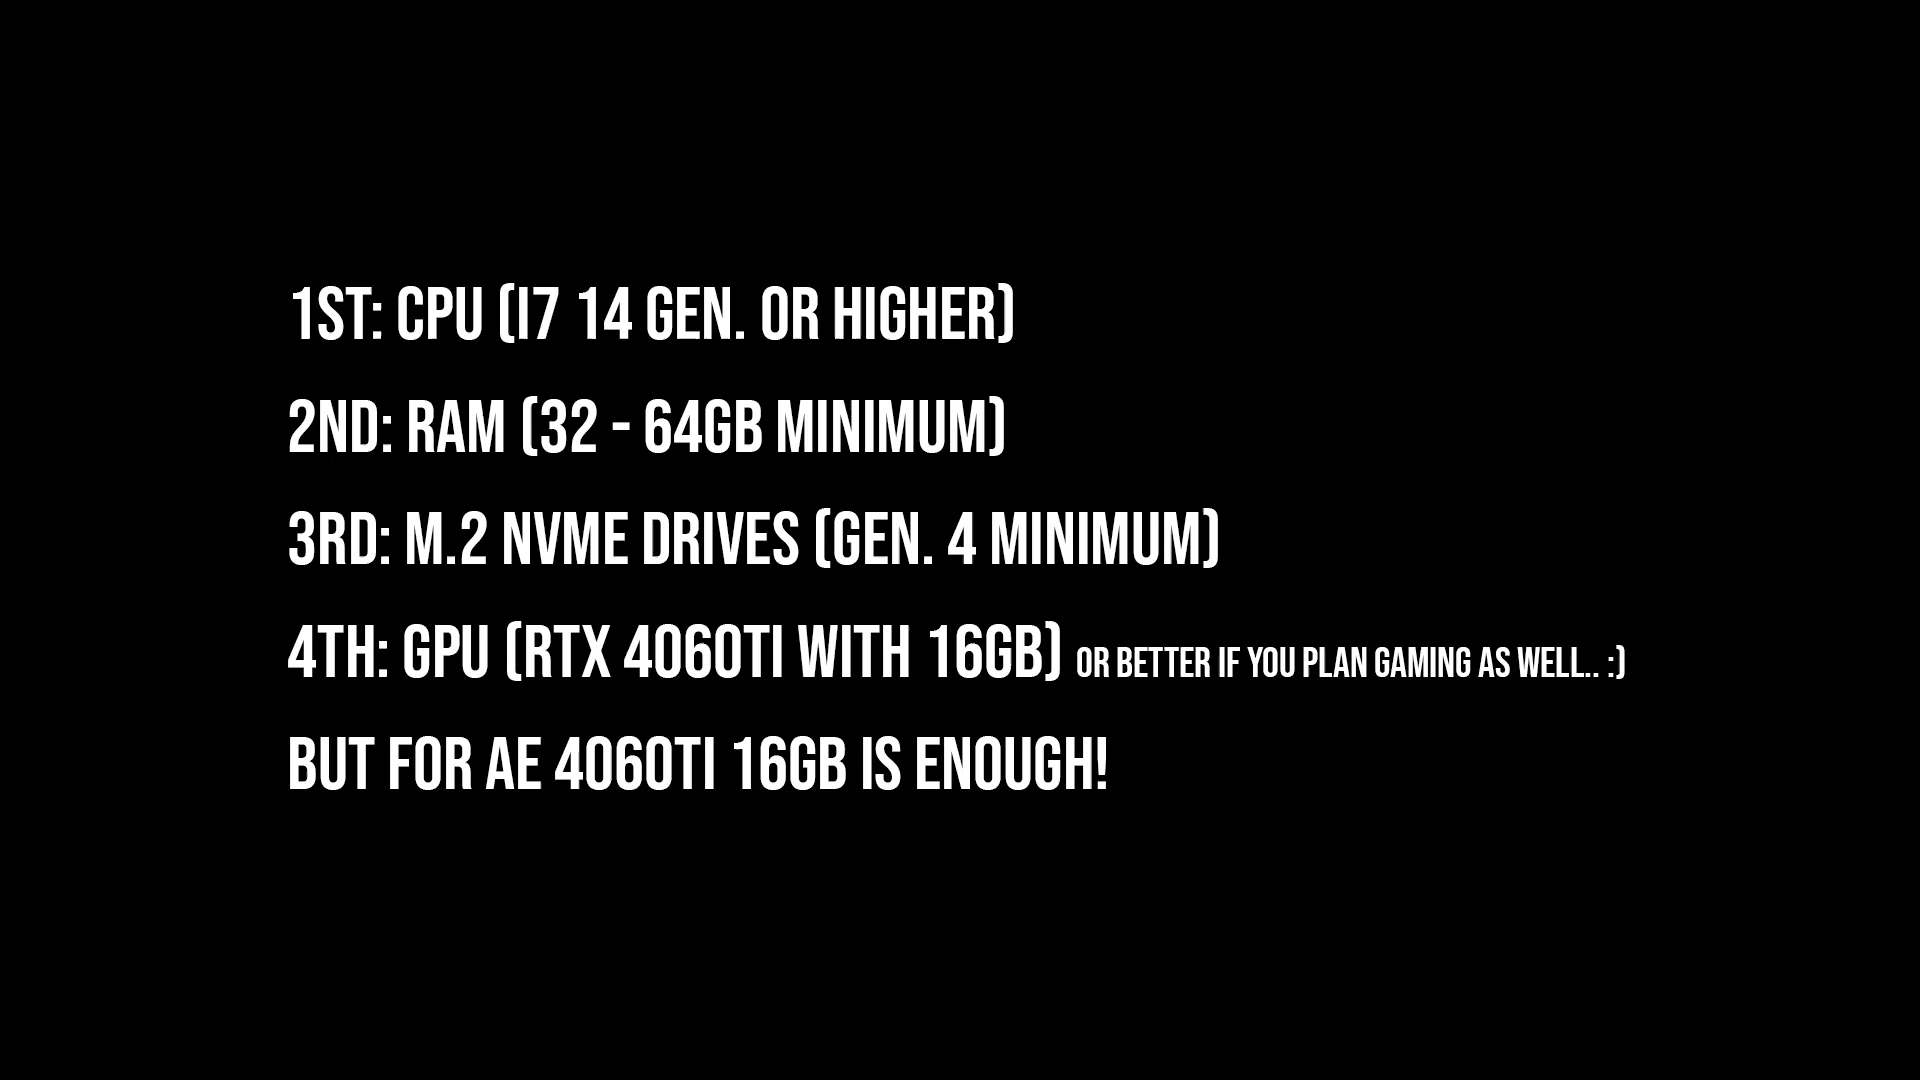 1ST: CPU (I7 14 GEN. OR HIGHER)
2ND: RAM (32 - 64GB MINIMUM)
3RD: M.2 NVME DRIVES (GEN. 4 MINIMUM)
4TH: GPU (RTX 4060TI WITH 16GB) OR BETTER IF YOU PLAN GAMING AS WELL.. :)
BUT FOR AE 4060TI 16GB IS ENOUGH!